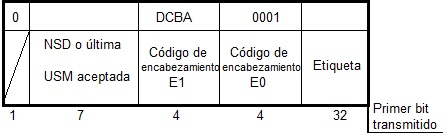 0 DCBA 0001
NSD o última
USM aceptada
Código de
encabezamiento
E1
Código de
encabezamiento
E0
Etiqueta
1 7 4 4 32
Primer bit
transmitido